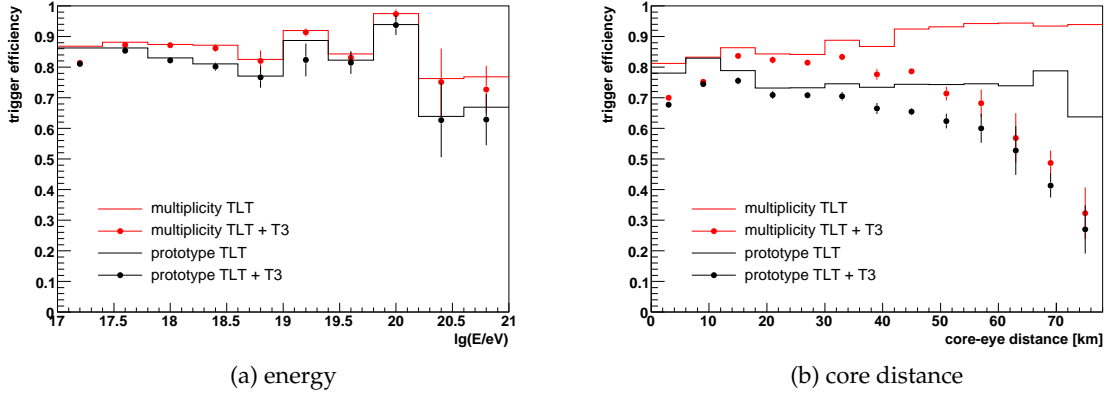 trigger efficiency
1
0.9
0.8
0.7
0.6
0.5
0.4
0.3
0.2
0.1
0
multiplicity TLT
multiplicity TLT + T3
prototype TLT
prototype TLT + T3
17 17.5 18 18.5 19 19.5 20 20.5 21
lg(E/eV)
(a) energy
trigger efficiency
1
0.9
0.8
0.7
0.6
0.5
0.4
0.3
0.2
0.1
0
multiplicity TLT
multiplicity TLT + T3
prototype TLT
prototype TLT + T3
0 10 20 30 40 50 60 70
core-eye distance [km]
(b) core distance